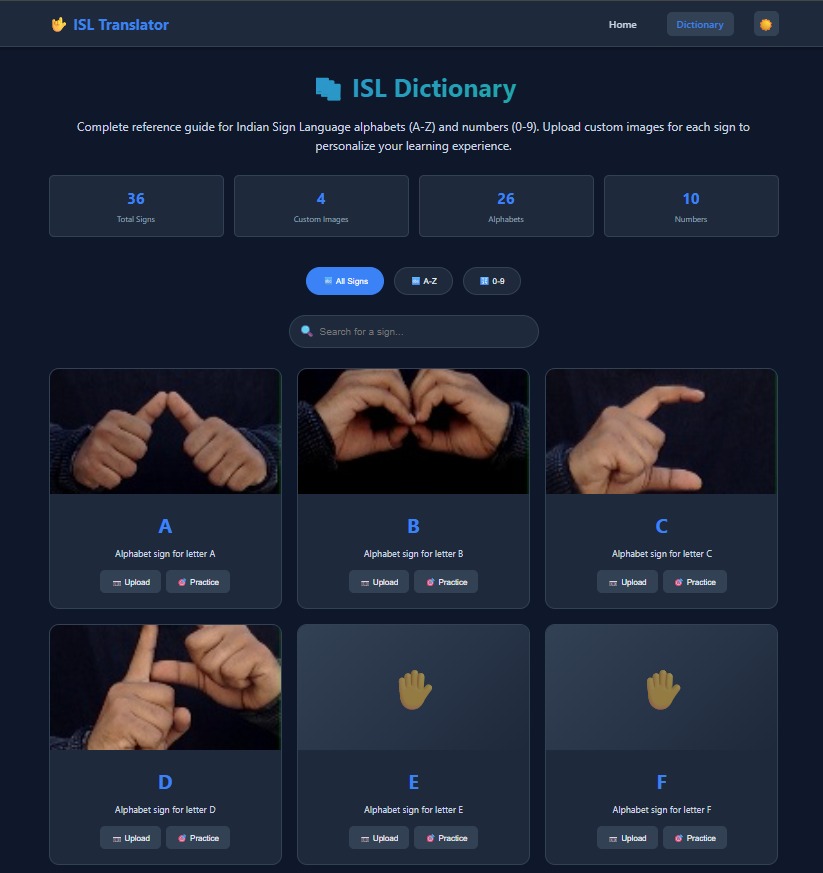 ISL Translator
Home
Dictionary
ISL Dictionary
Complete reference guide for Indian Sign Language alphabets (A-Z) and numbers (0-9). Upload custom images for each sign to
personalize your learning experience.
36
Total Signs
4
Custom Images
26
Alphabets
10
Numbers
All Signs
A-Z
0-9
Search for a sign...
A
Alphabet sign for letter A
Upload
Practice
B
Alphabet sign for letter B
Upload
Practice
C
Alphabet sign for letter C
Upload
Practice
D
Alphabet sign for letter D
Upload
Practice
E
Alphabet sign for letter E
Upload
Practice
F
Alphabet sign for letter F
Upload
Practice